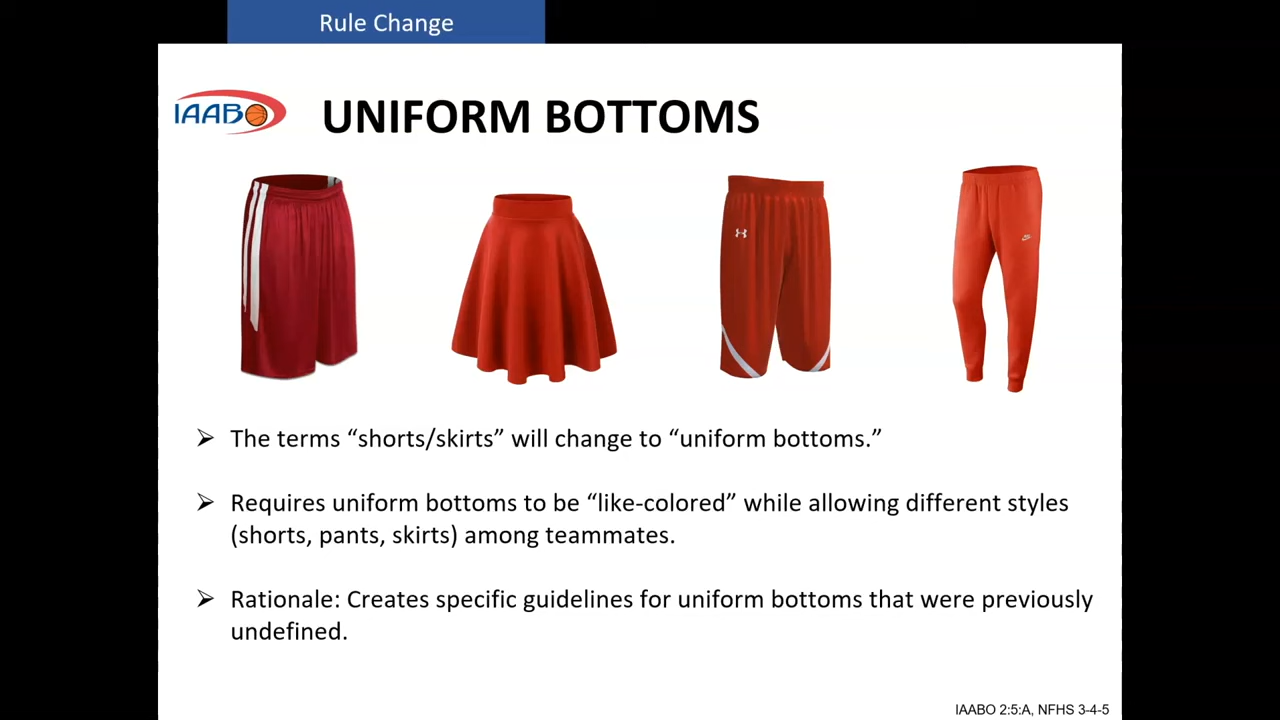 Rule Change
IAABO
UNIFORM BOTTOMS
➢ The terms “shorts/skirts” will change to “uniform bottoms.”
➢ Requires uniform bottoms to be “like-colored” while allowing different styles
(shorts, pants, skirts) among teammates.
➢ Rationale: Creates specific guidelines for uniform bottoms that were previously
undefined.
IAABO 2:5:A, NFHS 3-4-5